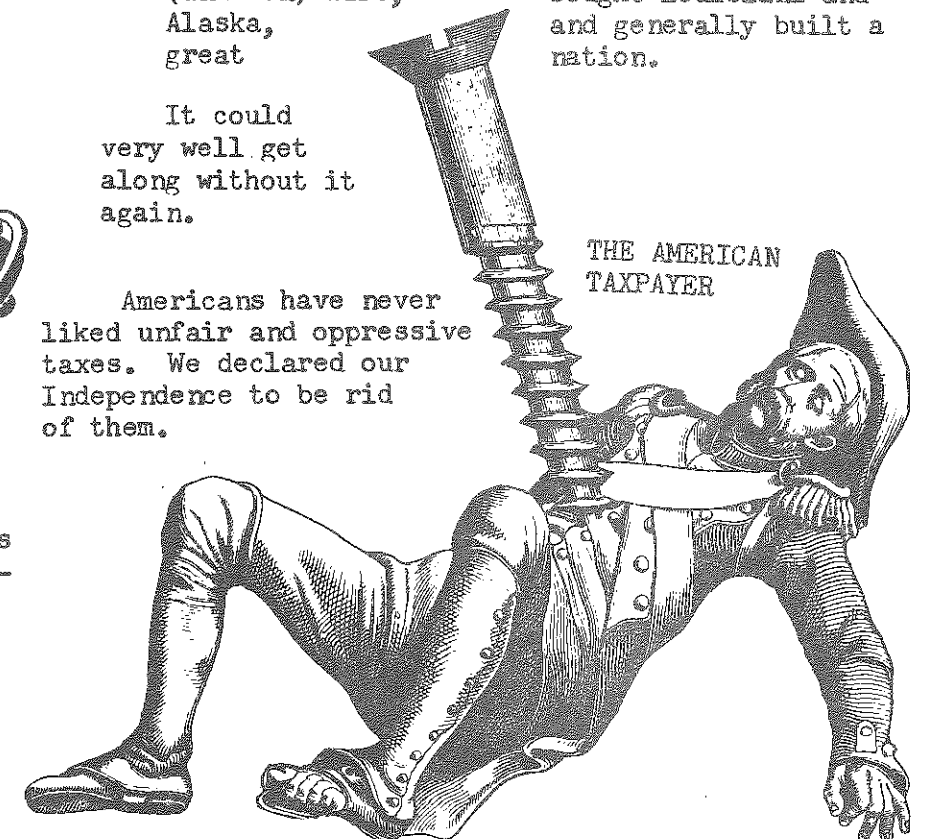 Alaska,
great
It could
very well get
along without it
again.
Americans have never
liked unfair and oppressive
taxes. We declared our
Independence to be rid
of them.
and generally built a
nation.
THE AMERICAN
TAXPAYER